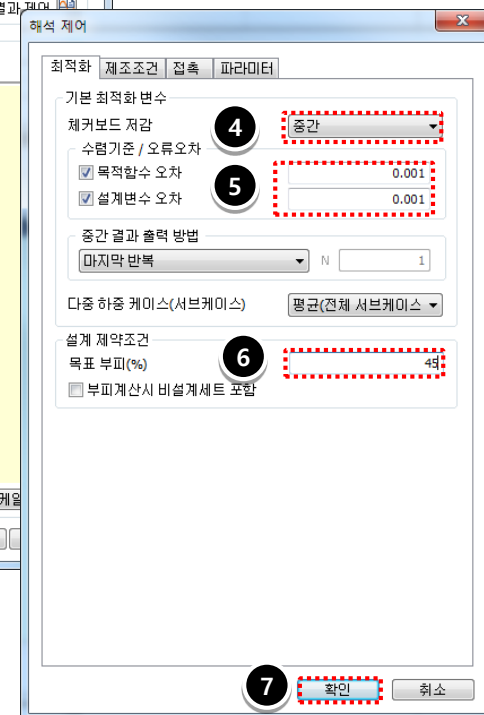 결과제어
해석 제어
최적화 제조조건 접촉 파라미터
기본 최적화 변수
체커보드 저감 4 중간
수렴기준 / 오류오차
목적함수 오차 0.001
5
설계변수 오차 0.001
중간 결과 출력 방법
마지막 반복 N 1
다중 하중 케이스(서브케이스) 평균(전체 서브케이스
설계 제약조건
목표 부피(%) 6 45
부피계산시 비설계세트 포함
7 확인 취소